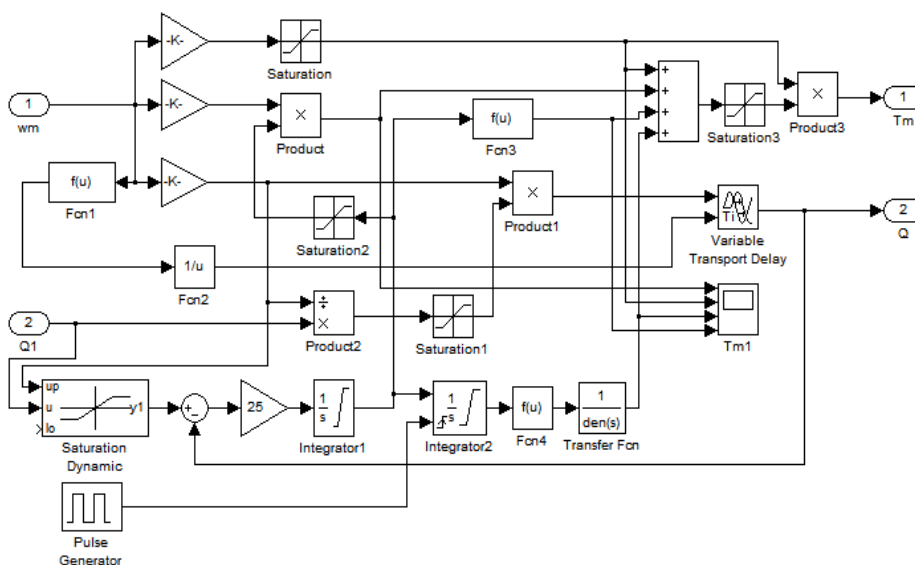 -K-
Saturation
1
wm
-K-
×
Product
f(u)
Fcn3
+
+
+
+
Saturation3
×
Product3
1
Tm
f(u)
Fcn1
-K-
Saturation2
×
Product1
Ti
Variable
Transport Delay
2
Q
1/u
Fcn2
2
Q1
÷
×
Product2
Saturation1
Tm1
up
u
lo
y1
Saturation
Dynamic
+
−
25
1
s
Integrator1
1
s
Integrator2
f(u)
Fcn4
1
den(s)
Transfer Fcn
Pulse
Generator